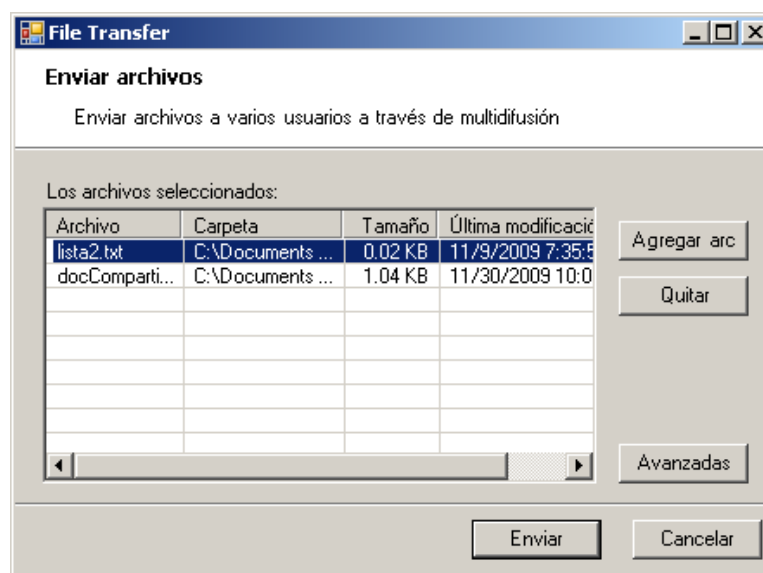 File Transfer
Enviar archivos
Enviar archivos a varios usuarios a través de multidifusión
Los archivos seleccionados:
Archivo Carpeta Tamaño Última modificació
lista2.txt C:\Documents ... 0.02 KB 11/9/2009 7:35:5
docComparti... C:\Documents ... 1.04 KB 11/30/2009 10:0
Agregar arc
Quitar
Avanzadas
Enviar Cancelar